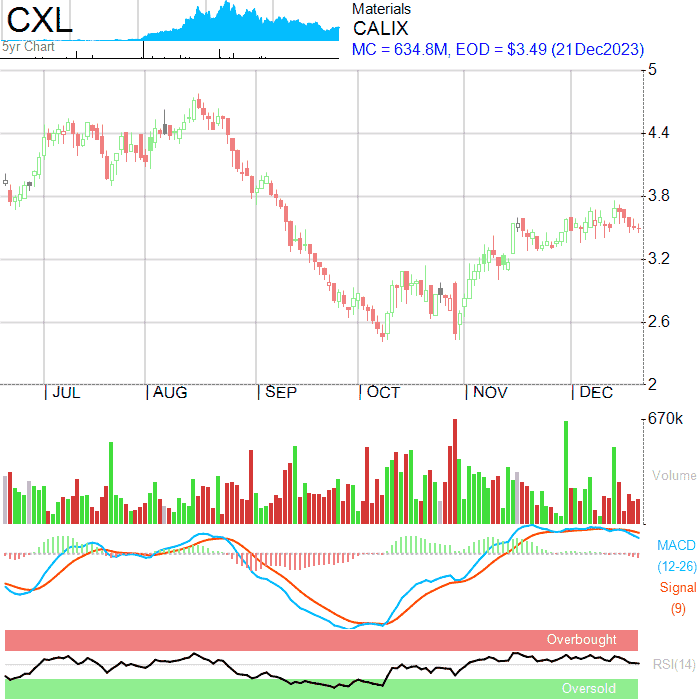 CXL
5yr Chart
Materials
CALIX
MC = 634.8M, EOD = $3.49 (21Dec2023)
5
4.4
3.8
3.2
2.6
2
JUL AUG SEP OCT NOV DEC
670k
Volume
MACD
(12-26)
Signal
(9)
Overbought
RSI(14)
Oversold